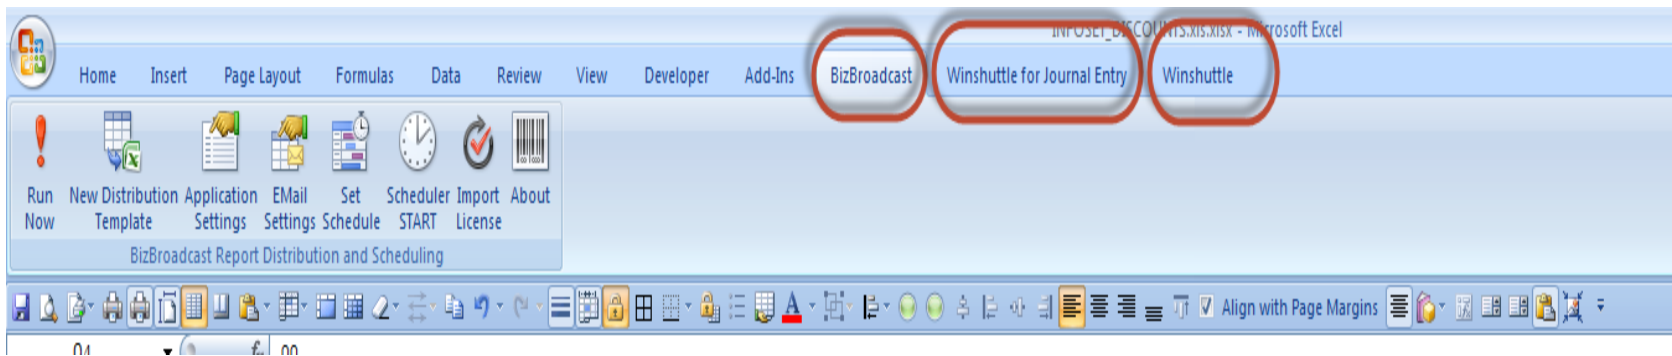 INFOSET_DISCOUNTS.xls.xlsx - Microsoft Excel
Home Insert Page Layout Formulas Data Review View Developer Add-Ins BizBroadcast Winshuttle for Journal Entry Winshuttle
Run New Distribution Application EMail Set Scheduler Import About
Now Template Settings Settings Schedule START License
BizBroadcast Report Distribution and Scheduling
Align with Page Margins